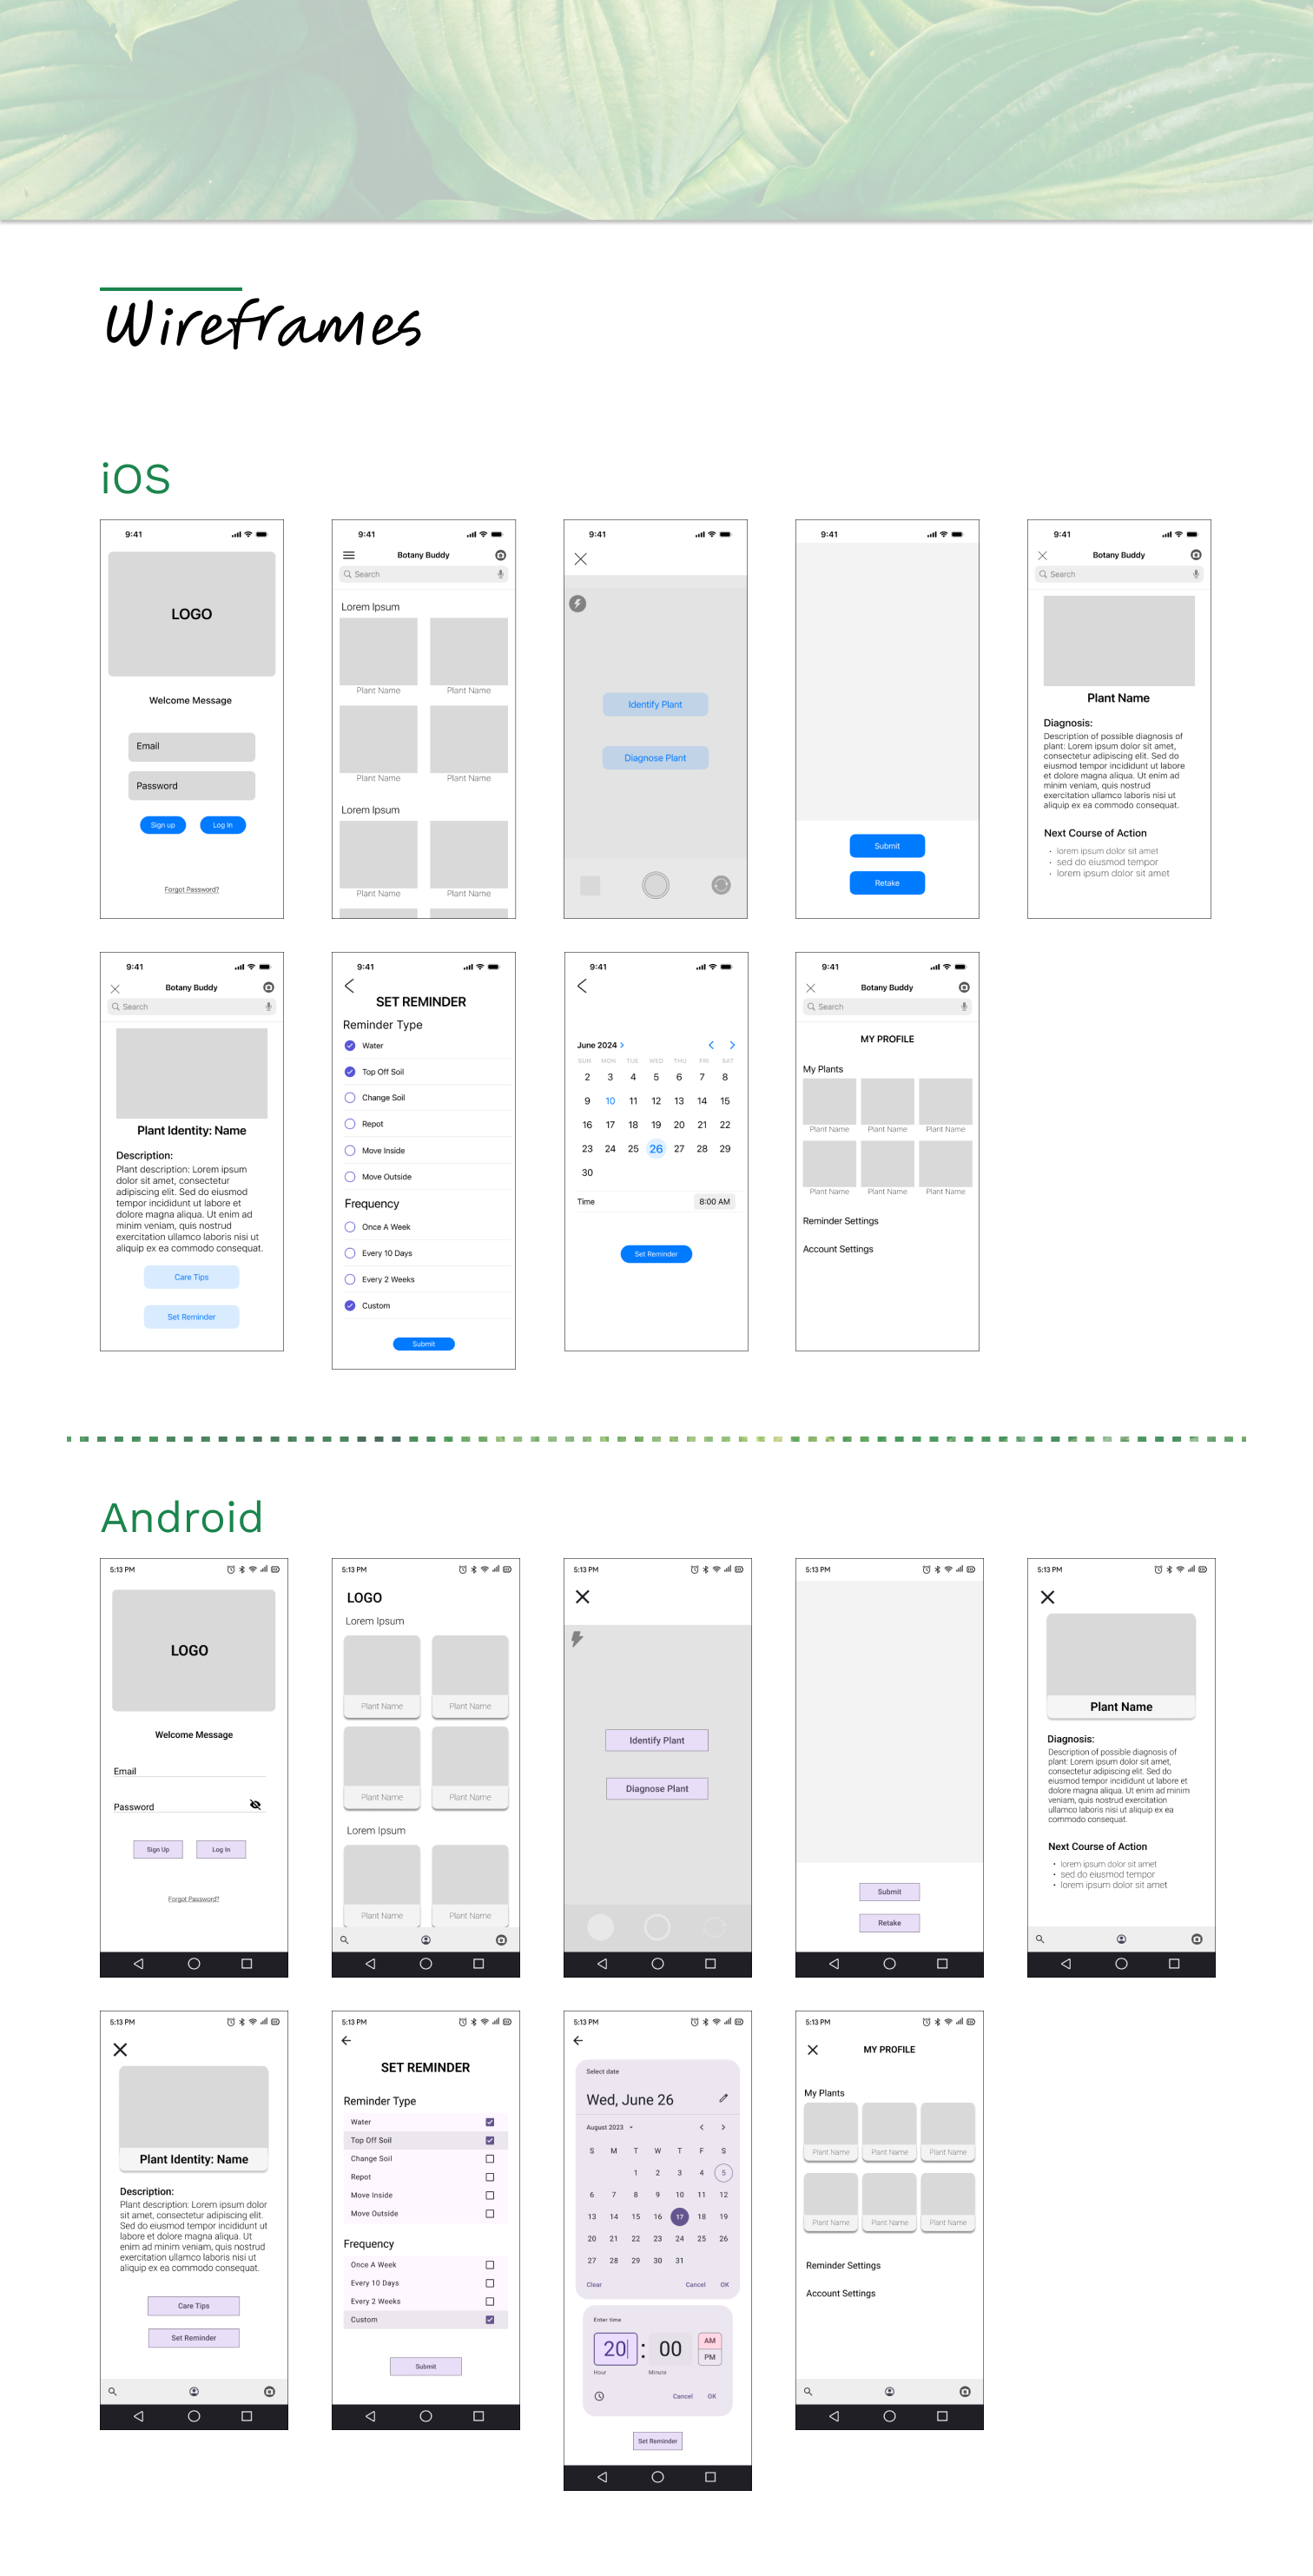 Wireframes
iOS
9:41
LOGO
Welcome Message
Email
Password
Sign up Log In
Forgot Password?
9:41
Botany Buddy
Search
Lorem Ipsum
Plant Name Plant Name
Plant Name Plant Name
Lorem Ipsum
Plant Name Plant Name
9:41
Identify Plant
Diagnose Plant
9:41
Submit
Retake
9:41
Botany Buddy
Search
Plant Name
Diagnosis:
Description of possible diagnosis of
plant: Lorem ipsum dolor sit amet,
consectetur adipiscing elit. Sed do
eiusmod tempor incididunt ut labore
et dolore magna aliqua. Ut enim ad
minim veniam, quis nostrud
exercitation ullamco laboris nisi ut
aliquip ex ea commodo consequat.
Next Course of Action
• lorem ipsum dolor sit amet
• sed do eiusmod tempor
• lorem ipsum dolor sit amet
9:41
Botany Buddy
Search
Plant Identity: Name
Description:
Plant description: Lorem ipsum
dolor sit amet, consectetur
adipiscing elit. Sed do eiusmod
tempor incididunt ut labore et
dolore magna aliqua. Ut enim ad
minim veniam, quis nostrud
exercitation ullamco laboris nisi ut
aliquip ex ea commodo consequat.
Care Tips
Set Reminder
9:41
SET REMINDER
Reminder Type
Water
Top Off Soil
Change Soil
Repot
Move Inside
Move Outside
Frequency
Once A Week
Every 10 Days
Every 2 Weeks
Custom
Submit
9:41
June 2024
SUN MON TUE WED THU FRI SAT
2 3 4 5 6 7 8
9 10 11 12 13 14 15
16 17 18 19 20 21 22
23 24 25 26 27 28 29
30
Time 8:00 AM
Set Reminder
9:41
Botany Buddy
Search
MY PROFILE
My Plants
Plant Name Plant Name Plant Name
Plant Name Plant Name Plant Name
Reminder Settings
Account Settings
Android
5:13 PM
LOGO
Welcome Message
Email
Password
Sign Up Log In
Forgot Password?
5:13 PM
LOGO
Lorem Ipsum
Plant Name Plant Name
Plant Name Plant Name
Lorem Ipsum
Plant Name Plant Name
5:13 PM
Identify Plant
Diagnose Plant
5:13 PM
Submit
Retake
5:13 PM
Plant Name
Diagnosis:
Description of possible diagnosis of
plant: Lorem ipsum dolor sit amet,
consectetur adipiscing elit. Sed do
eiusmod tempor incididunt ut labore et
dolore magna aliqua. Ut enim ad minim
veniam, quis nostrud exercitation
ullamco laboris nisi ut aliquip ex ea
commodo consequat.
Next Course of Action
• lorem ipsum dolor sit amet
• sed do eiusmod tempor
• lorem ipsum dolor sit amet
5:13 PM
Plant Identity: Name
Description:
Plant description: Lorem ipsum dolor
sit amet, consectetur adipiscing elit.
Sed do eiusmod tempor incididunt ut
labore et dolore magna aliqua. Ut
enim ad minim veniam, quis nostrud
exercitation ullamco laboris nisi ut
aliquip ex ea commodo consequat.
Care Tips
Set Reminder
5:13 PM
SET REMINDER
Reminder Type
Water
Top Off Soil
Change Soil
Repot
Move Inside
Move Outside
Frequency
Once A Week
Every 10 Days
Every 2 Weeks
Custom
Submit
5:13 PM
Select date
Wed, June 26
August 2023
S M T W T F S
1 2 3 4 5
6 7 8 9 10 11 12
13 14 15 16 17 18 19
20 21 22 23 24 25 26
27 28 29 30 31
Clear Cancel OK
Enter time
20 : 00 AM
PM
Hour Minute
Cancel OK
Set Reminder
5:13 PM
MY PROFILE
My Plants
Plant Name Plant Name Plant Name
Plant Name Plant Name Plant Name
Reminder Settings
Account Settings